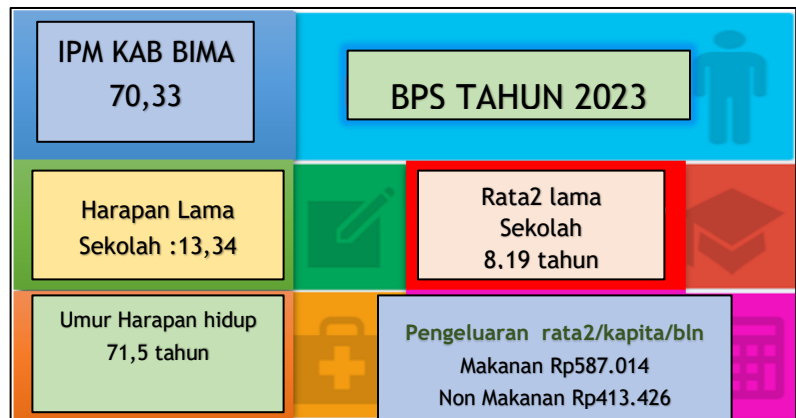 IPM KAB BIMA
70,33
BPS TAHUN 2023
Harapan Lama
Sekolah :13,34
Rata2 lama
Sekolah
8,19 tahun
Umur Harapan hidup
71,5 tahun
Pengeluaran rata2/kapita/bln
Makanan Rp587.014
Non Makanan Rp413.426